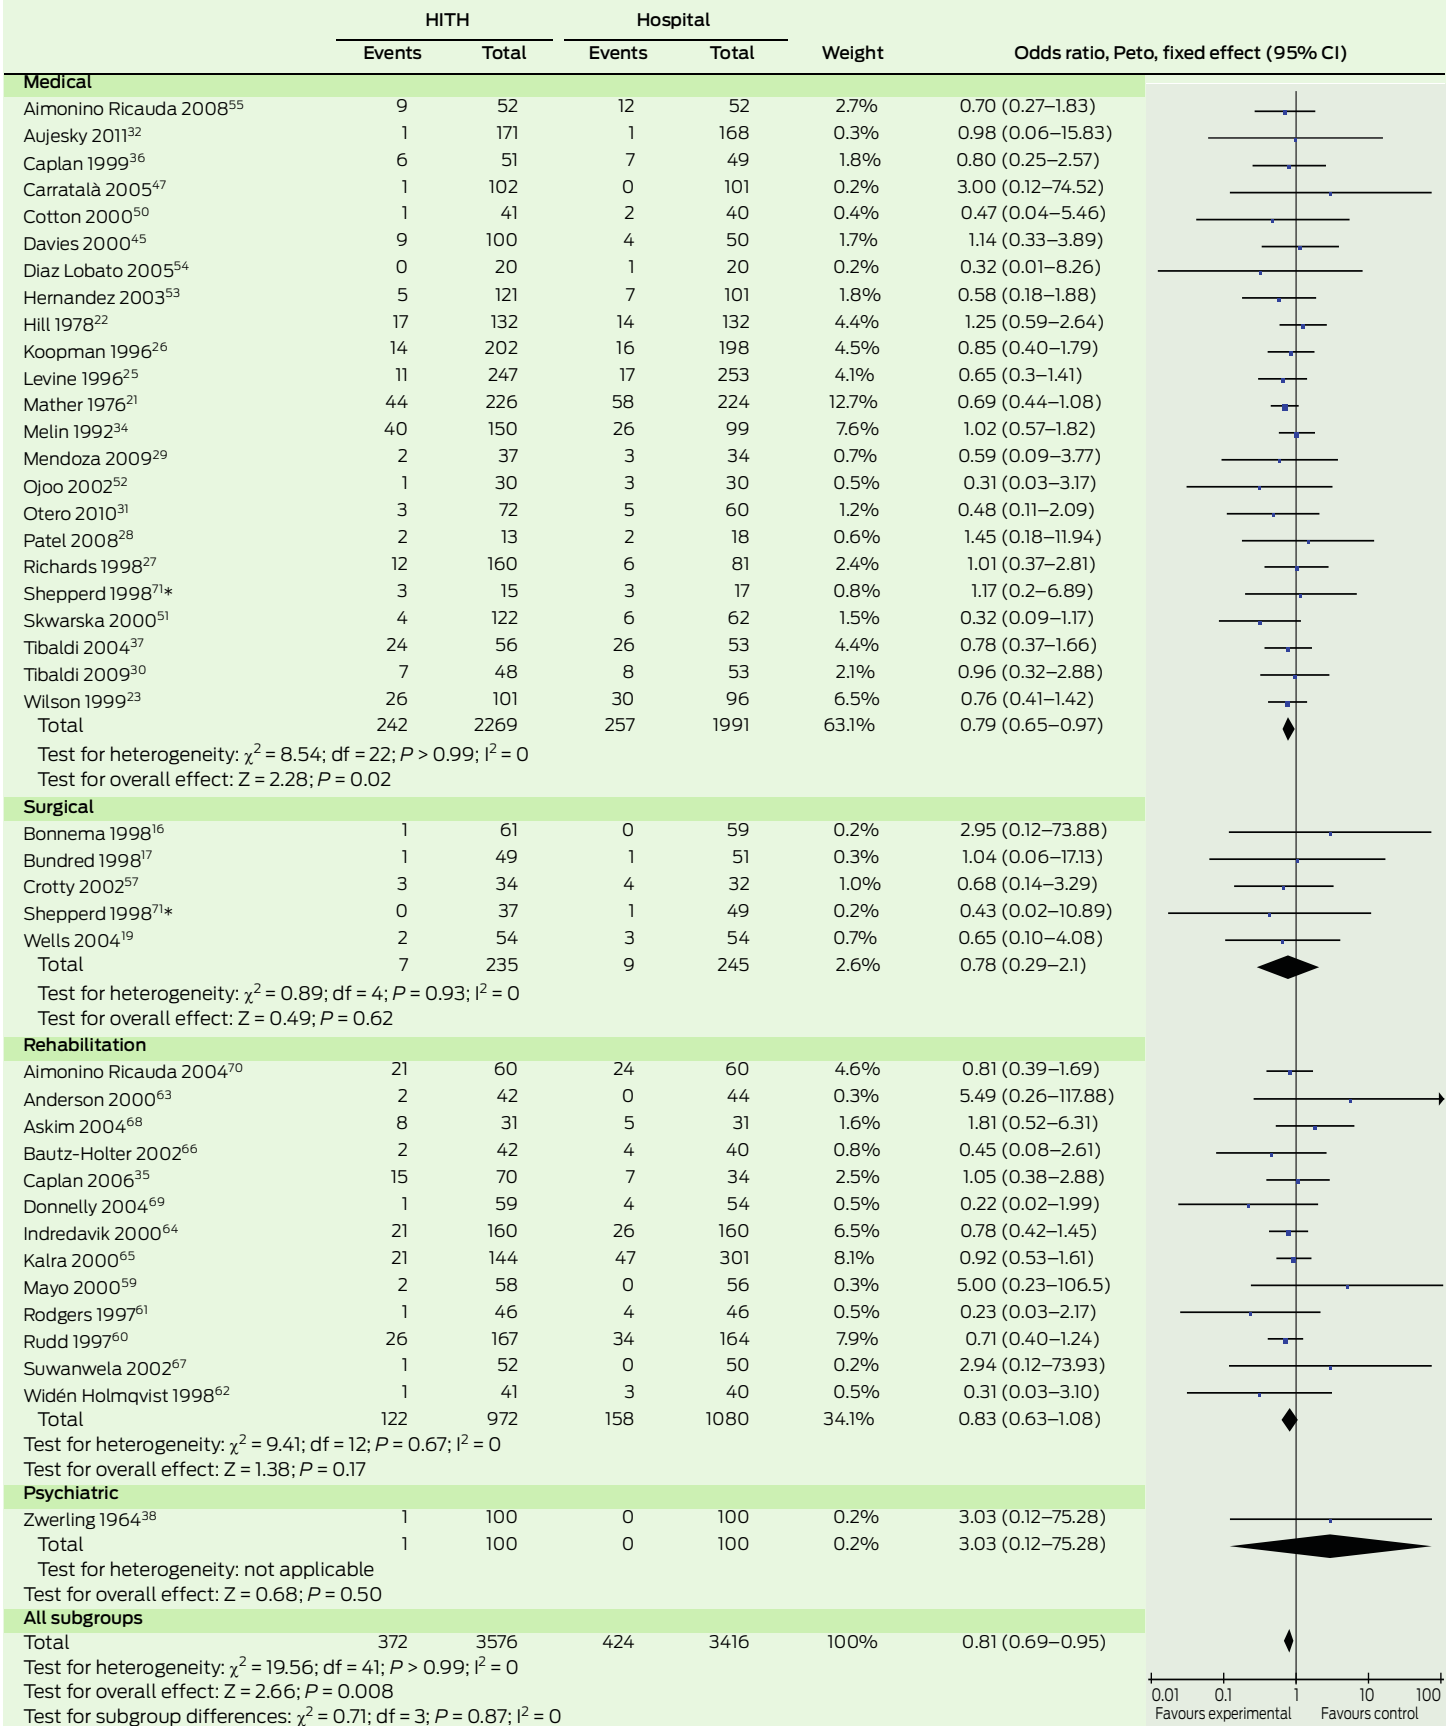 HITH Hospital
Events Total Events Total Weight Odds ratio, Peto, fixed effect (95% CI)
Medical
Aimonino Ricauda 2008⁵⁵ 9 52 12 52 2.7% 0.70 (0.27–1.83)
Aujesky 2011³² 1 171 1 168 0.3% 0.98 (0.06–15.83)
Caplan 1999³⁶ 6 51 7 49 1.8% 0.80 (0.25–2.57)
Carratalà 2005⁴⁷ 1 102 0 101 0.2% 3.00 (0.12–74.52)
Cotton 2000⁵⁰ 1 41 2 40 0.4% 0.47 (0.04–5.46)
Davies 2000⁴⁵ 9 100 4 50 1.7% 1.14 (0.33–3.89)
Diaz Lobato 2005⁵⁴ 0 20 1 20 0.2% 0.32 (0.01–8.26)
Hernandez 2003⁵³ 5 121 7 101 1.8% 0.58 (0.18–1.88)
Hill 1978²² 17 132 14 132 4.4% 1.25 (0.59–2.64)
Koopman 1996²⁶ 14 202 16 198 4.5% 0.85 (0.40–1.79)
Levine 1996²⁵ 11 247 17 253 4.1% 0.65 (0.3–1.41)
Mather 1976²¹ 44 226 58 224 12.7% 0.69 (0.44–1.08)
Melin 1992³⁴ 40 150 26 99 7.6% 1.02 (0.57–1.82)
Mendoza 2009²⁹ 2 37 3 34 0.7% 0.59 (0.09–3.77)
Ojoo 2002⁵² 1 30 3 30 0.5% 0.31 (0.03–3.17)
Otero 2010³¹ 3 72 5 60 1.2% 0.48 (0.11–2.09)
Patel 2008²⁸ 2 13 2 18 0.6% 1.45 (0.18–11.94)
Richards 1998²⁷ 12 160 6 81 2.4% 1.01 (0.37–2.81)
Shepperd 1998⁷¹* 3 15 3 17 0.8% 1.17 (0.2–6.89)
Skwarska 2000⁵¹ 4 122 6 62 1.5% 0.32 (0.09–1.17)
Tibaldi 2004³⁷ 24 56 26 53 4.4% 0.78 (0.37–1.66)
Tibaldi 2009³⁰ 7 48 8 53 2.1% 0.96 (0.32–2.88)
Wilson 1999²³ 26 101 30 96 6.5% 0.76 (0.41–1.42)
Total 242 2269 257 1991 63.1% 0.79 (0.65–0.97)
Test for heterogeneity: χ² = 8.54; df = 22; P > 0.99; I² = 0
Test for overall effect: Z = 2.28; P = 0.02
Surgical
Bonnema 1998¹⁶ 1 61 0 59 0.2% 2.95 (0.12–73.88)
Bundred 1998¹⁷ 1 49 1 51 0.3% 1.04 (0.06–17.13)
Crotty 2002⁵⁷ 3 34 4 32 1.0% 0.68 (0.14–3.29)
Shepperd 1998⁷¹* 0 37 1 49 0.2% 0.43 (0.02–10.89)
Wells 2004¹⁹ 2 54 3 54 0.7% 0.65 (0.10–4.08)
Total 7 235 9 245 2.6% 0.78 (0.29–2.1)
Test for heterogeneity: χ² = 0.89; df = 4; P = 0.93; I² = 0
Test for overall effect: Z = 0.49; P = 0.62
Rehabilitation
Aimonino Ricauda 2004⁷⁰ 21 60 24 60 4.6% 0.81 (0.39–1.69)
Anderson 2000⁶³ 2 42 0 44 0.3% 5.49 (0.26–117.88)
Askim 2004⁶⁸ 8 31 5 31 1.6% 1.81 (0.52–6.31)
Bautz-Holter 2002⁶⁶ 2 42 4 40 0.8% 0.45 (0.08–2.61)
Caplan 2006³⁵ 15 70 7 34 2.5% 1.05 (0.38–2.88)
Donnelly 2004⁶⁹ 1 59 4 54 0.5% 0.22 (0.02–1.99)
Indredavik 2000⁶⁴ 21 160 26 160 6.5% 0.78 (0.42–1.45)
Kalra 2000⁶⁵ 21 144 47 301 8.1% 0.92 (0.53–1.61)
Mayo 2000⁵⁹ 2 58 0 56 0.3% 5.00 (0.23–106.5)
Rodgers 1997⁶¹ 1 46 4 46 0.5% 0.23 (0.03–2.17)
Rudd 1997⁶⁰ 26 167 34 164 7.9% 0.71 (0.40–1.24)
Suwanwela 2002⁶⁷ 1 52 0 50 0.2% 2.94 (0.12–73.93)
Widén Holmqvist 1998⁶² 1 41 3 40 0.5% 0.31 (0.03–3.10)
Total 122 972 158 1080 34.1% 0.83 (0.63–1.08)
Test for heterogeneity: χ² = 9.41; df = 12; P = 0.67; I² = 0
Test for overall effect: Z = 1.38; P = 0.17
Psychiatric
Zwerling 1964³⁸ 1 100 0 100 0.2% 3.03 (0.12–75.28)
Total 1 100 0 100 0.2% 3.03 (0.12–75.28)
Test for heterogeneity: not applicable
Test for overall effect: Z = 0.68; P = 0.50
All subgroups
Total 372 3576 424 3416 100% 0.81 (0.69–0.95)
Test for heterogeneity: χ² = 19.56; df = 41; P > 0.99; I² = 0
Test for overall effect: Z = 2.66; P = 0.008
Test for subgroup differences: χ² = 0.71; df = 3; P = 0.87; I² = 0
0.01 0.1 1 10 100
Favours experimental Favours control